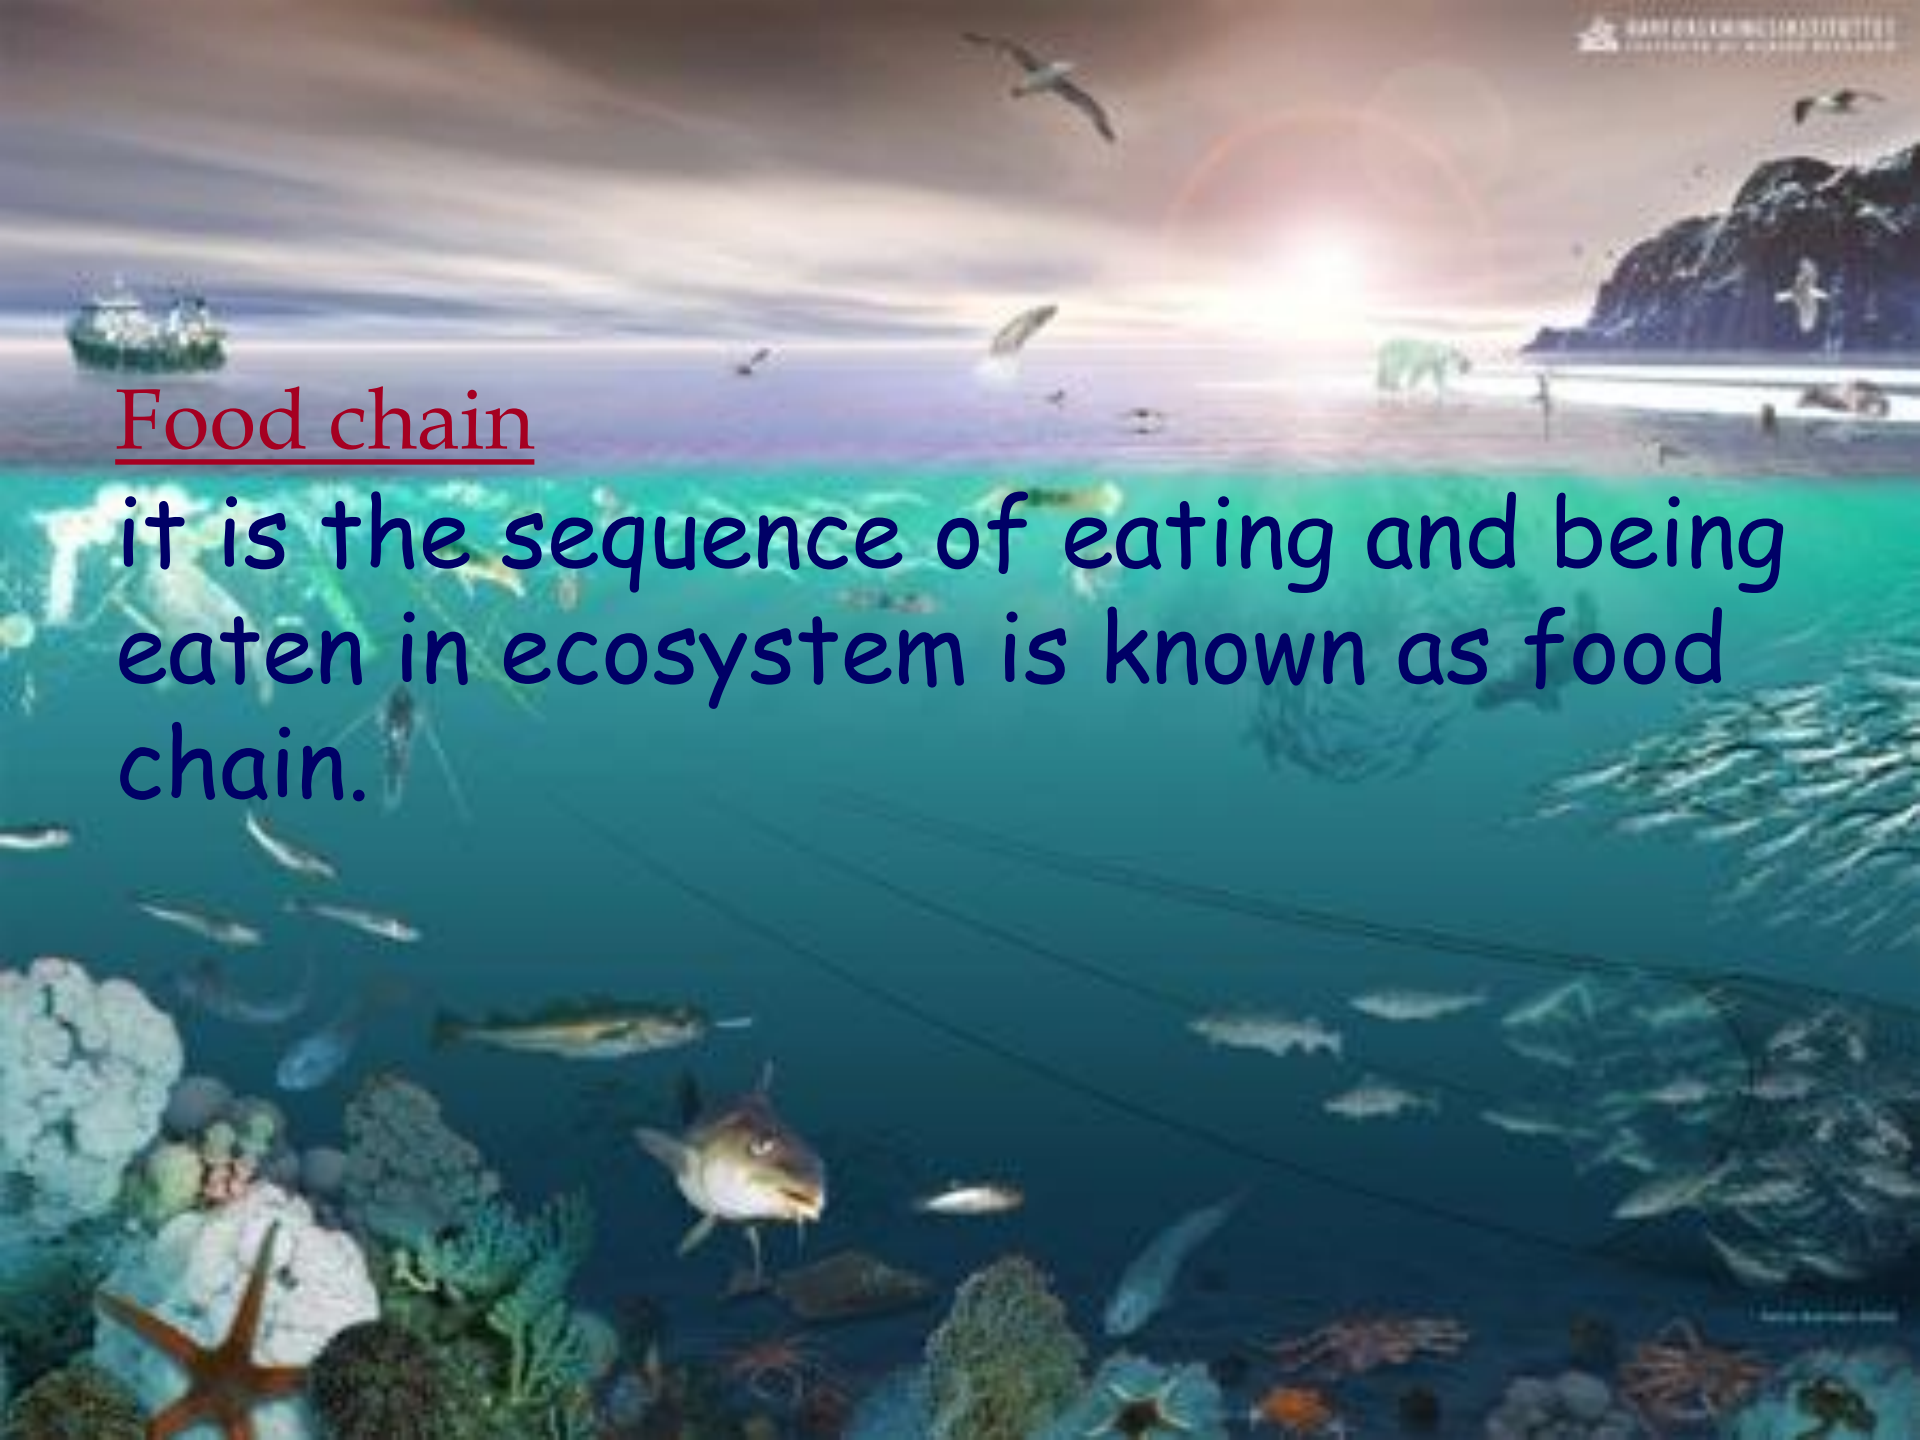 Food chain
it is the sequence of eating and being
eaten in ecosystem is known as food
chain.